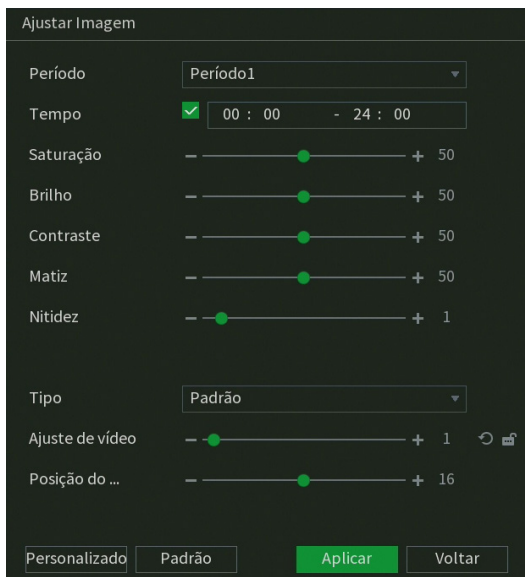 Ajustar Imagem
Período Período1
Tempo 00 : 00 - 24 : 00
Saturação 50
Brilho 50
Contraste 50
Matiz 50
Nitidez 1
Tipo Padrão
Ajuste de vídeo 1
Posição do ... 16
Personalizado Padrão Aplicar Voltar